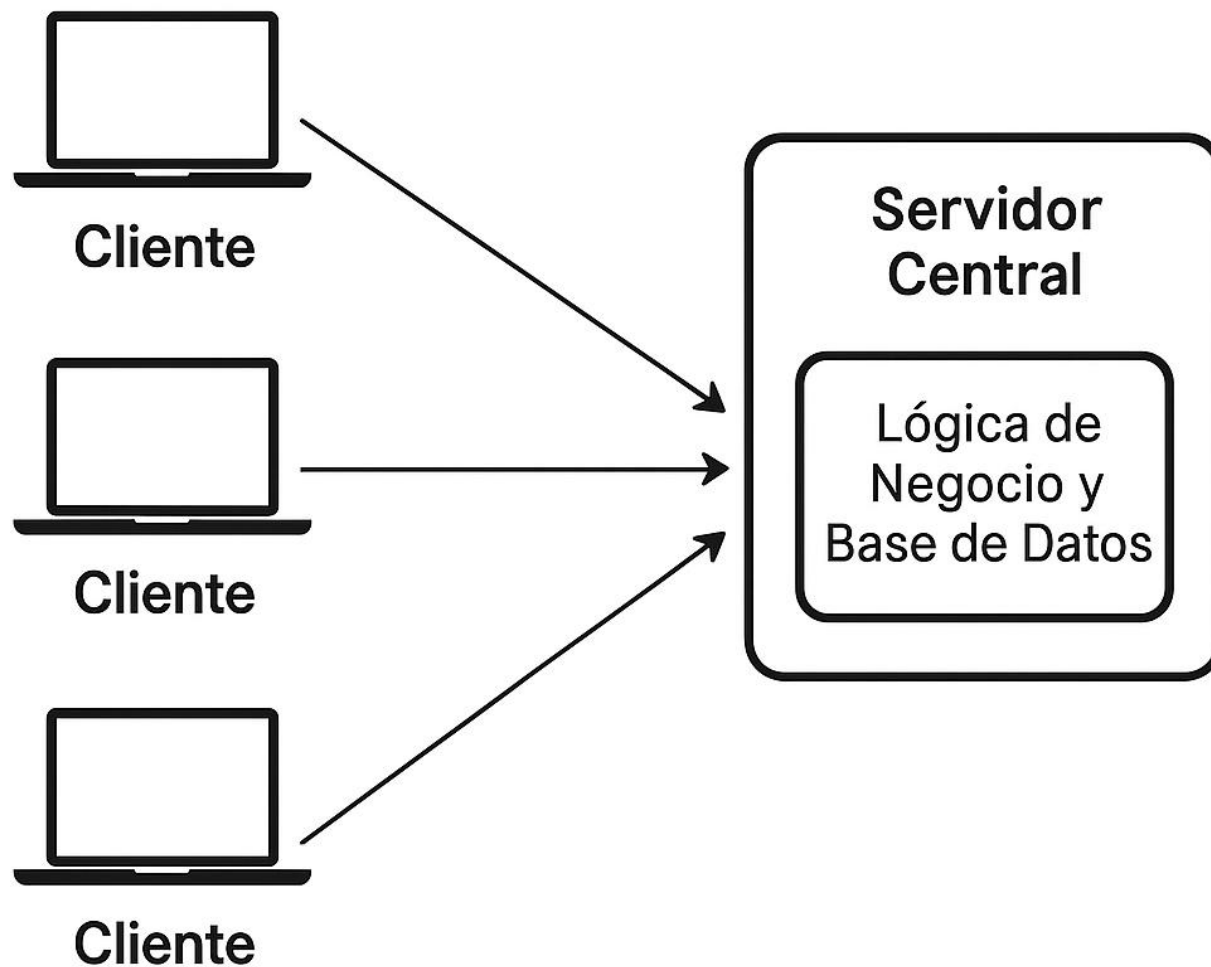 Cliente
Cliente
Cliente
Servidor
Central
Lógica de
Negocio y
Base de Datos